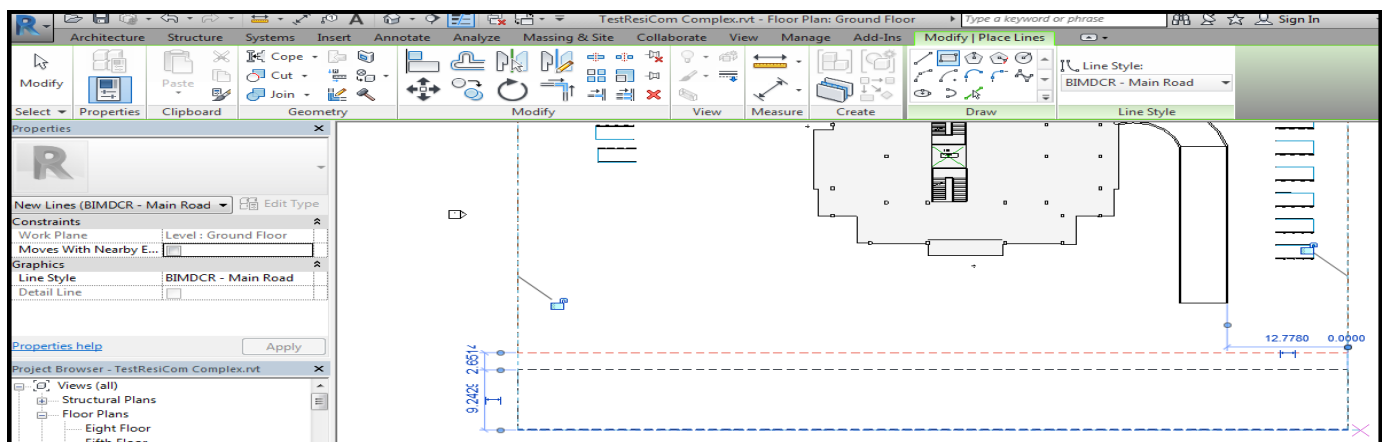 TestResiCom Complex.rvt - Floor Plan: Ground Floor Type a keyword or phrase Sign In
Architecture Structure Systems Insert Annotate Analyze Massing & Site Collaborate View Manage Add-Ins Modify | Place Lines
Cope
Line Style:
Modify Paste Cut BIMDCR - Main Road
Join
Select Properties Clipboard Geometry Modify View Measure Create Draw Line Style
Properties
R
New Lines (BIMDCR - Main Road Edit Type
Constraints
Work Plane Level : Ground Floor
Moves With Nearby E...
Graphics
Line Style BIMDCR - Main Road
Detail Line
12.7780 0.0000
Properties help Apply
2.6514
Project Browser - TestResiCom Complex.rvt
Views (all)
Structural Plans
9.2429
Floor Plans
Eight Floor
Fifth Floor